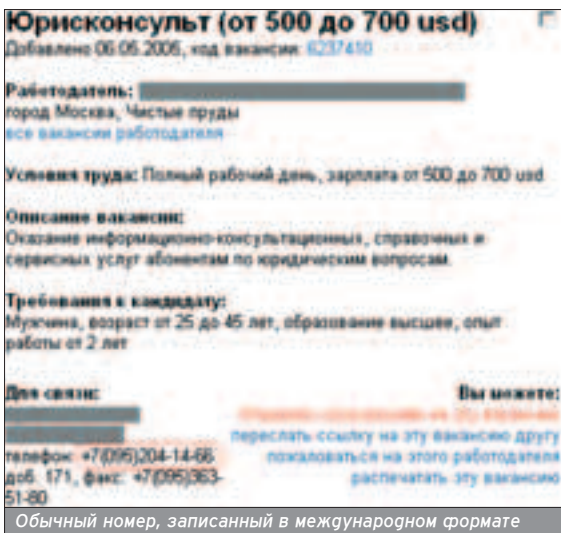 Юрисконсульт (от 500 до 700 usd)
Добавлено 06.05.2005, код вакансии: 6237410
Работодатель:
город Москва, Чистые пруды
все вакансии работодателя
Условия труда: Полный рабочий день, зарплата от 500 до 700 usd
Описание вакансии:
Оказание информационно-консультационных, справочных и
сервисных услуг абонентам по юридическим вопросам.
Требования к кандидату:
Мужчина, возраст от 25 до 45 лет, образование высшее, опыт
работы от 2 лет
Для связи:
телефон: +7(095)204-14-66
доб. 171, факс: +7(095)363-
51-80
Вы можете:
на эту вакансию
переслать ссылку на эту вакансию другу
пожаловаться на этого работодателя
распечатать эту вакансию
Обычный номер, записанный в международном формате